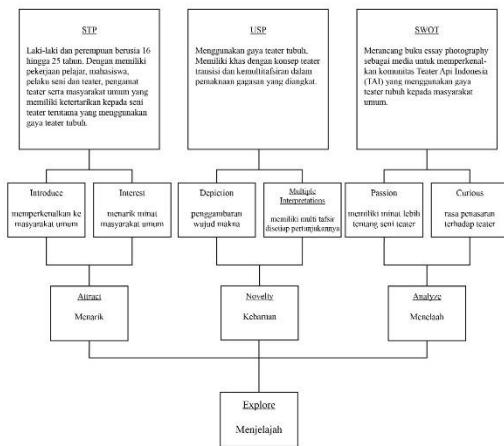 STP
Laki-laki dan perempuan berusia 16
hingga 25 tahun. Dengan memiliki
pekerjaan pelajar, mahasiswa,
pelaku seni dan teater, pengamat
teater serta masyarakat umum yang
memiliki ketertarikan kepada seni
teater terutama yang menggunakan
gaya teater tubuh.
USP
Menggunakan gaya teater tubuh,
Memiliki khas dengan konsep teater
transisi dan kemultitafsiran dalam
pemaknaan gagasan yang diangkat.
SWOT
Merancang buku essay photography
sebagai media untuk memperkenal-
kan komunitas Teater Api Indonesia
(TAI) yang menggunakan gaya
teater tubuh kepada masyarakat
umum.
Introduce
memperkenalkan ke
masyarakat umum
Interest
menarik minat
masyarakat umum
Depiction
penggambaran
wujud makna
Multiple
Interpretations
memiliki multi tafsir
disetiap pertunjukannya
Passion
memiliki minat lebih
tentang seni teater
Curious
rasa penasaran
terhadap teater
Attract
Menarik
Novelty
Kebaruan
Analyze
Menelaah
Explore
Menjelajah